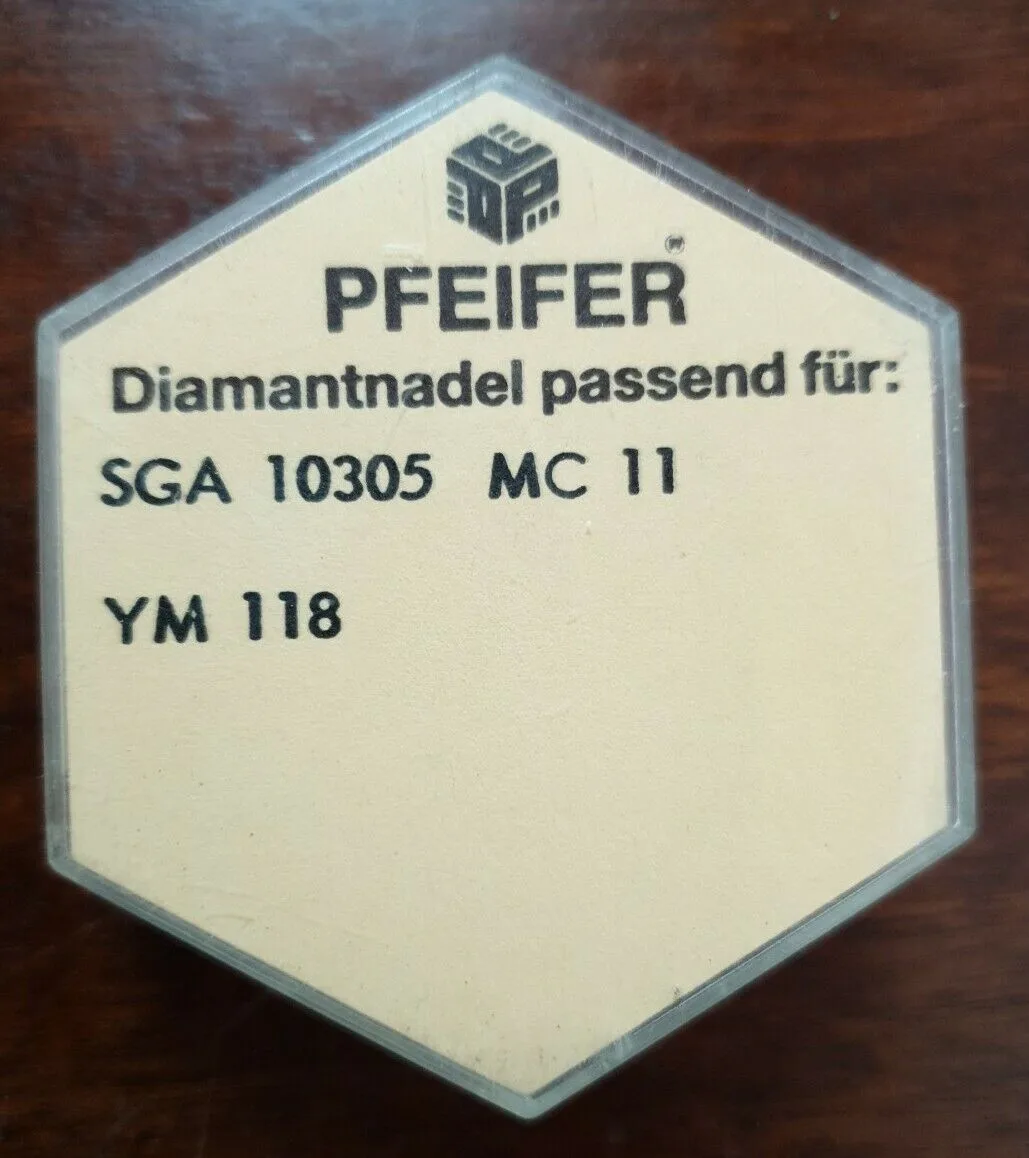 PFEIFER®
Diamantnadel passend für:
SGA 10305 MC 11
YM 118